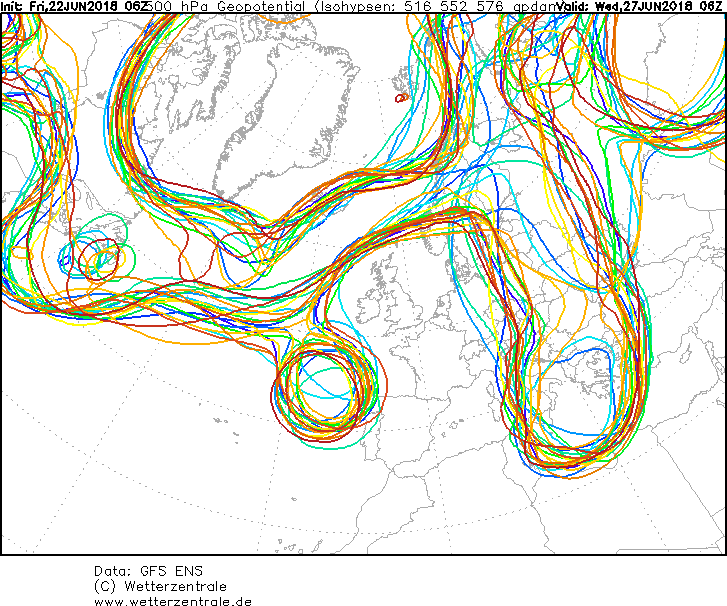 Init: Fri,22JUN2018 06Z 500 hPa Geopotential (Isohypsen: 516 552 576 gpdam Valid: Wed,27JUN2018 06Z
Data: GFS ENS
(C) Wetterzentrale
www.wetterzentrale.de